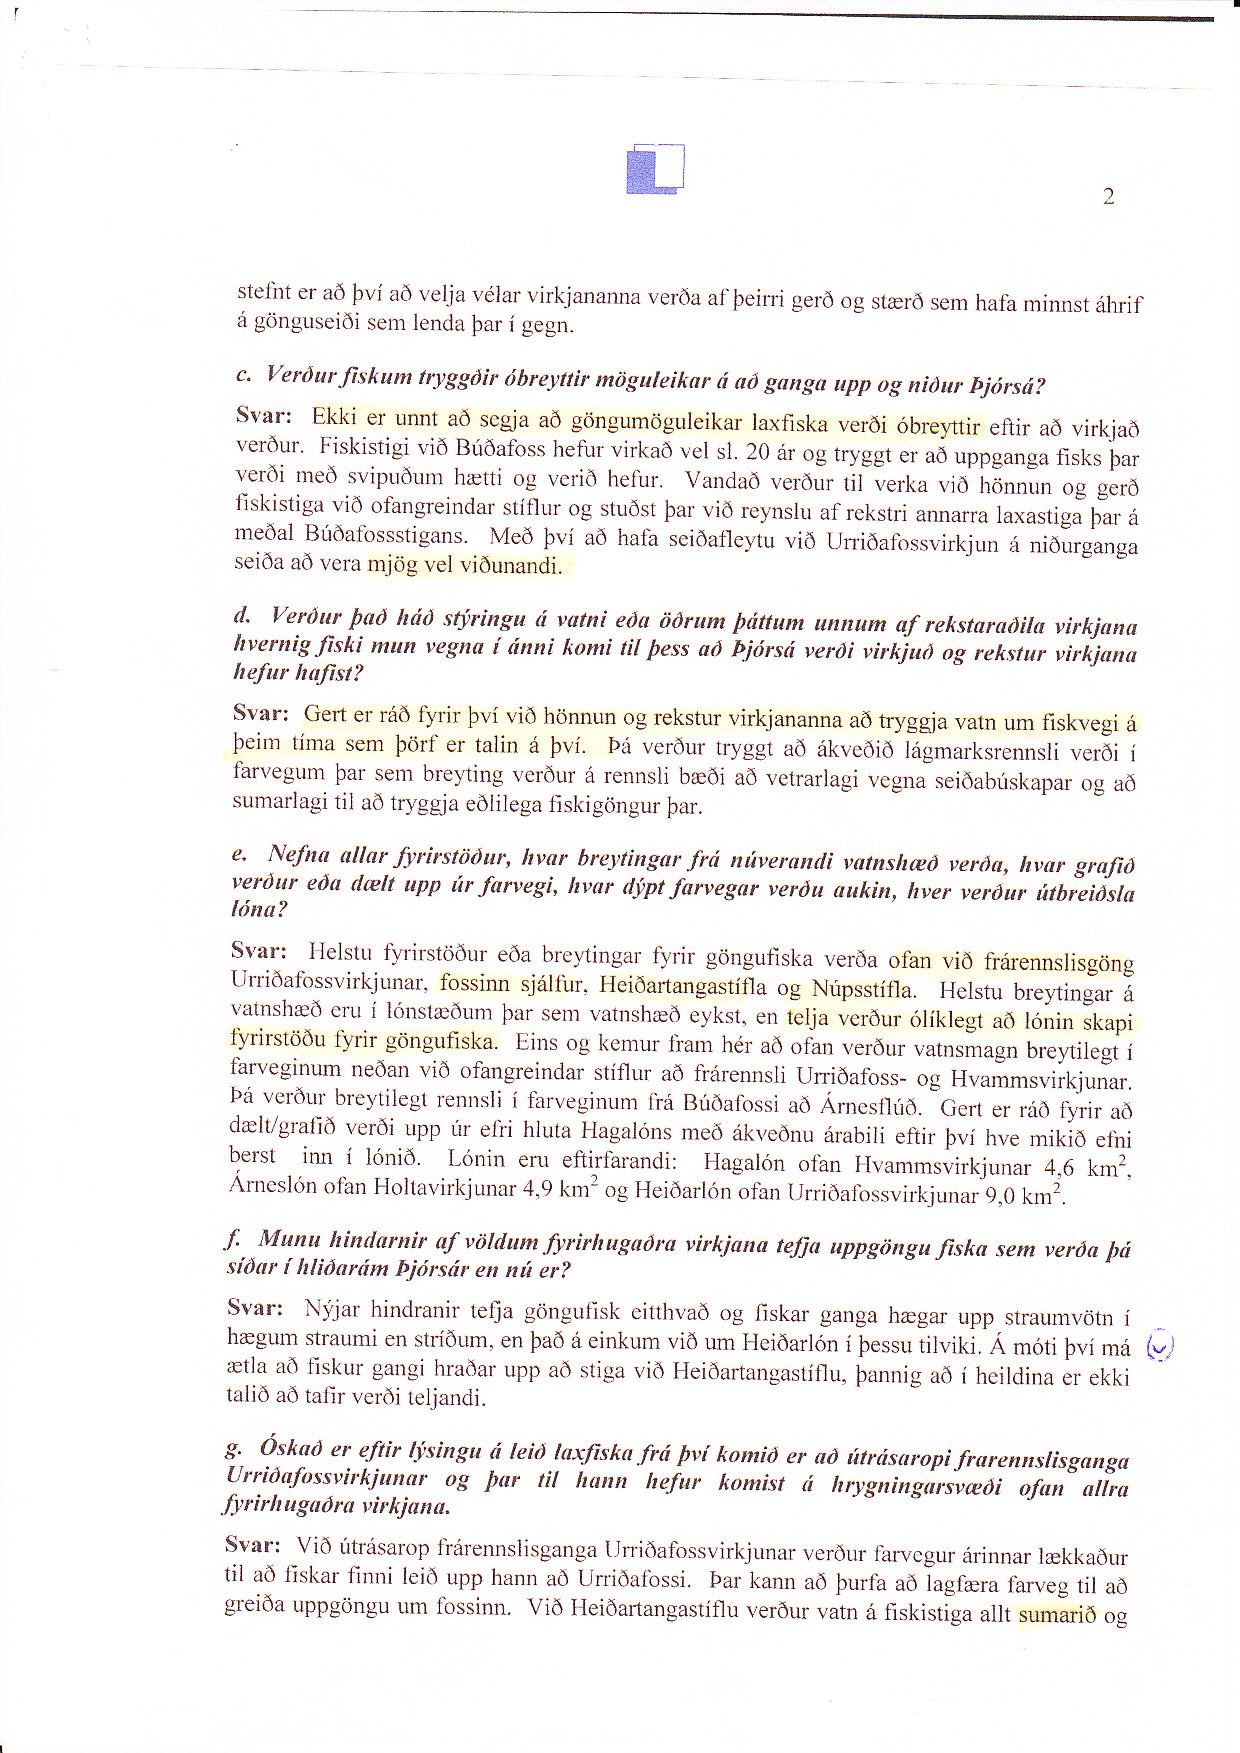 2
stefnt er að því að velja vélar virkjananna verða af þeirri gerð og stærð sem hafa minnst áhrif
á gönguseiði sem lenda þar í gegn.
c. Verður fiskum tryggðir óbreyttir möguleikar á að ganga upp og niður Þjórsá?
Svar: Ekki er unnt að segja að göngumöguleikar laxfiska verði óbreyttir eftir að virkjað
verður. Fiskistigi við Búðafoss hefur virkað vel sl. 20 ár og tryggt er að uppganga fisks þar
verði með svipuðum hætti og verið hefur. Vandað verður til verka við hönnun og gerð
fiskistiga við ofangreindar stíflur og stuðst þar við reynslu af rekstri annarra laxastiga þar á
meðal Búðafossstigans. Með því að hafa seiðafleytu við Urriðafossvirkjun á niðurganga
seiða að vera mjög vel viðunandi.
d. Verður það háð stýringu á vatni eða öðrum þáttum unnum af rekstaraðila virkjana
hvernig fiski mun vegna í ánni komi til þess að Þjórsá verði virkjuð og rekstur virkjana
hefur hafist?
Svar: Gert er ráð fyrir því við hönnun og rekstur virkjananna að tryggja vatn um fiskvegi á
þeim tíma sem þörf er talin á því. Þá verður tryggt að ákveðið lágmarksrennsli verði í
farvegum þar sem breyting verður á rennsli bæði að vetrarlagi vegna seiðabúskapar og að
sumarlagi til að tryggja eðlilega fiskigöngur þar.
e. Nefna allar fyrirstöður, hvar breytingar frá núverandi vatnshæð verða, hvar grafið
verður eða dælt upp úr farvegi, hvar dýpt farvegar verðu aukin, hver verður útbreiðsla
lóna?
Svar: Helstu fyrirstöður eða breytingar fyrir göngufiska verða ofan við frárennslisgöng
Urriðafossvirkjunar, fossinn sjálfur, Heiðartangastífla og Núpsstífla. Helstu breytingar á
vatnshæð eru í lónstæðum þar sem vatnshæð eykst, en telja verður ólíklegt að lónin skapi
fyrirstöðu fyrir göngufiska. Eins og kemur fram hér að ofan verður vatnsmagn breytilegt í
farveginum neðan við ofangreindar stíflur að frárennsli Urriðafoss- og Hvammsvirkjunar.
Þá verður breytilegt rennsli í farveginum frá Búðafossi að Árnesflúð. Gert er ráð fyrir að
dælt/grafið verði upp úr efri hluta Hagalóns með ákveðnu árabili eftir því hve mikið efni
berst inn í lónið. Lónin eru eftirfarandi: Hagalón ofan Hvammsvirkjunar 4,6 km²,
Árneslón ofan Holtavirkjunar 4,9 km² og Heiðarlón ofan Urriðafossvirkjunar 9,0 km².
f. Munu hindarnir af völdum fyrirhugaðra virkjana tefja uppgöngu fiska sem verða þá
síðar í hliðarám Þjórsár en nú er?
Svar: Nýjar hindranir tefja göngufisk eitthvað og fiskar ganga hægar upp straumvötn í
hægum straumi en stríðum, en það á einkum við um Heiðarlón í þessu tilviki. Á móti því má
ætla að fiskur gangi hraðar upp að stiga við Heiðartangastíflu, þannig að í heildina er ekki
talið að tafir verði teljandi.
g. Óskað er eftir lýsingu á leið laxfiska frá því komið er að útrásaropi frarennslisganga
Urriðafossvirkjunar og þar til hann hefur komist á hrygningarsvæði ofan allra
fyrirhugaðra virkjana.
Svar: Við útrásarop frárennslisganga Urriðafossvirkjunar verður farvegur árinnar lækkaður
til að fiskar finni leið upp hann að Urriðafossi. Þar kann að þurfa að lagfæra farveg til að
greiða uppgöngu um fossinn. Við Heiðartangastíflu verður vatn á fiskistiga allt sumarið og